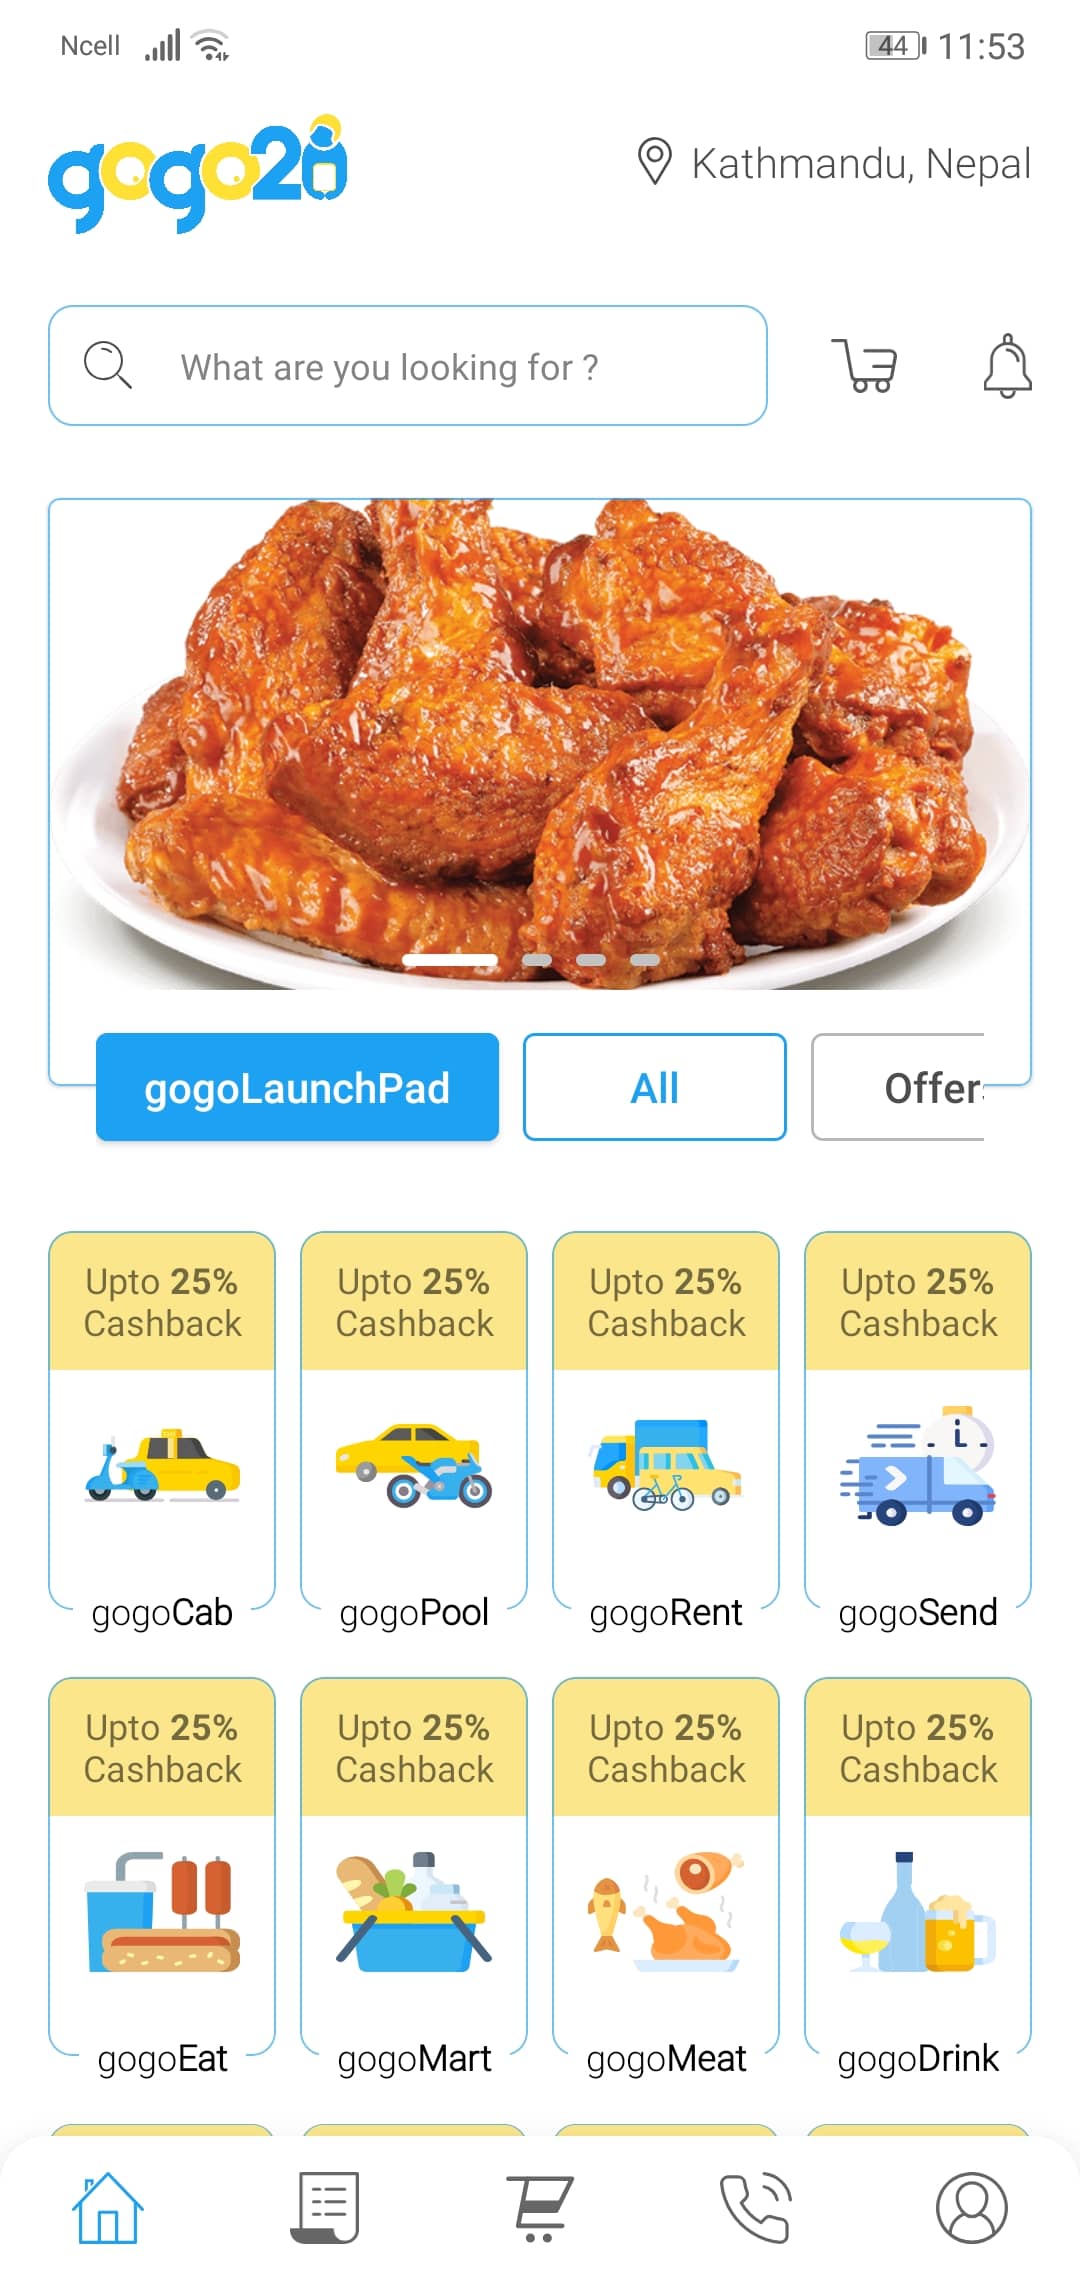 Ncell 44 11:53
gogo20
Kathmandu, Nepal
What are you looking for ?
gogoLaunchPad All Offer
Upto 25% Upto 25% Upto 25% Upto 25%
Cashback Cashback Cashback Cashback
gogoCab gogoPool gogoRent gogoSend
Upto 25% Upto 25% Upto 25% Upto 25%
Cashback Cashback Cashback Cashback
gogoEat gogoMart gogoMeat gogoDrink